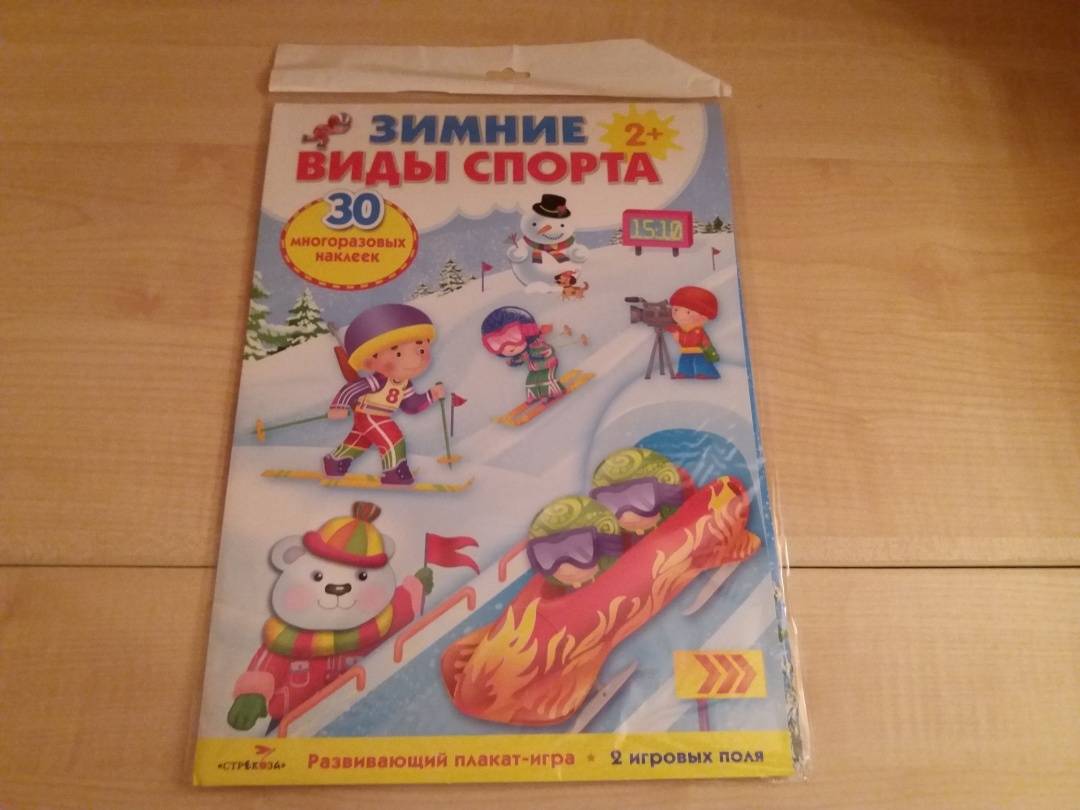 ЗИМНИЕ
2+
ВИДЫ СПОРТА
30
многоразовых
наклеек
15:10
8
«СТРЕКОЗА»
Развивающий плакат-игра * 2 игровых поля